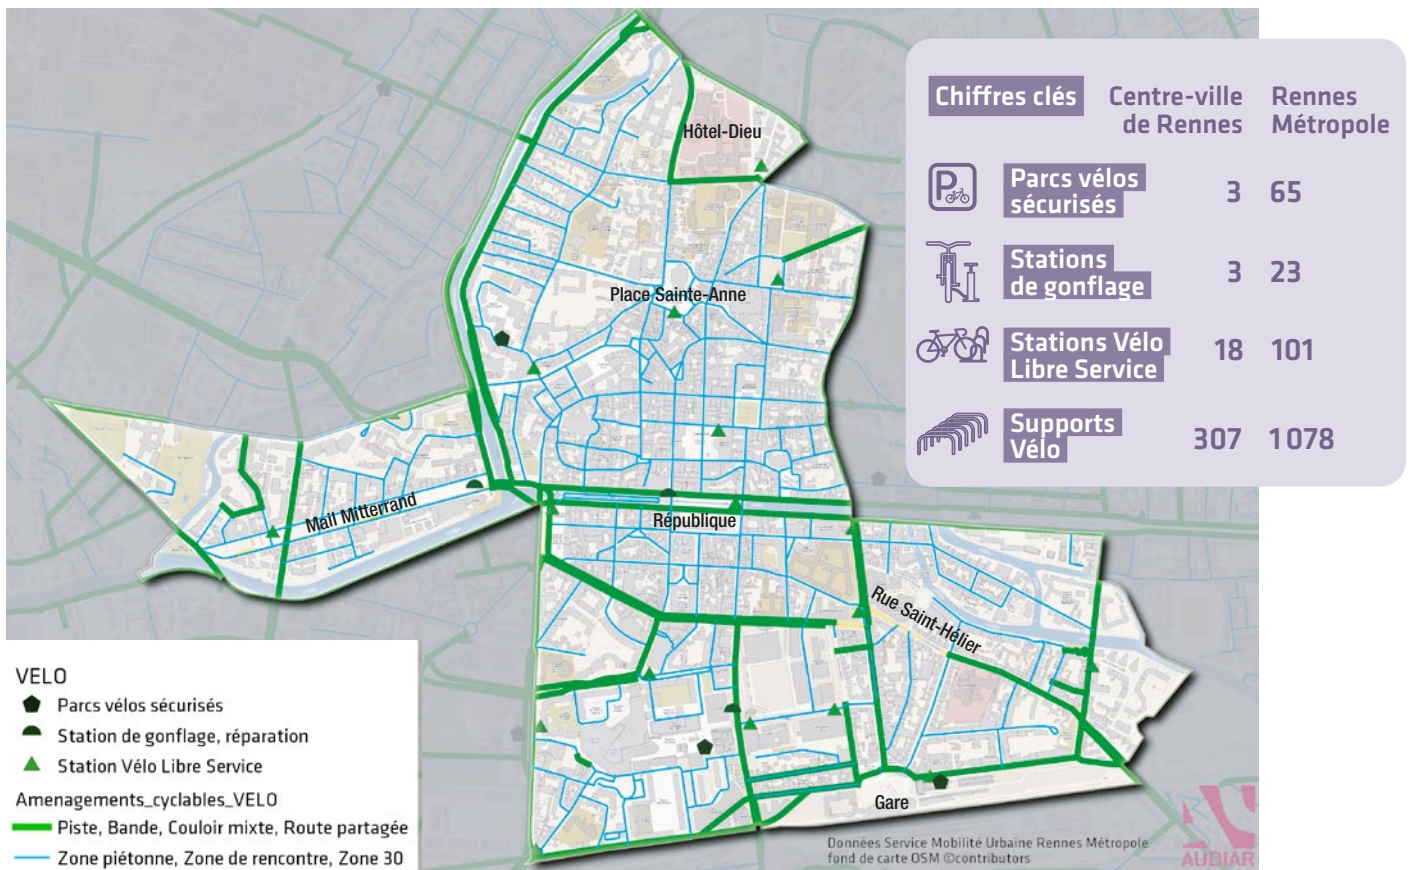 Hôtel-Dieu
Place Sainte-Anne
Mail Mitterrand
République
Rue Saint-Hélier
Gare
Chiffres clés
Centre-ville
de Rennes
Rennes
Métropole
P
Parcs vélos
sécurisés
3 65
Stations
de gonflage
3 23
Stations Vélo
Libre Service
18 101
Supports
Vélo
307 1 078
VELO
Parcs vélos sécurisés
Station de gonflage, réparation
Station Vélo Libre Service
Amenagements_cyclables_VELO
Piste, Bande, Couloir mixte, Route partagée
Zone piétonne, Zone de rencontre, Zone 30
Données Service Mobilité Urbaine Rennes Métropole
fond de carte OSM ©contributors
AUDIAR